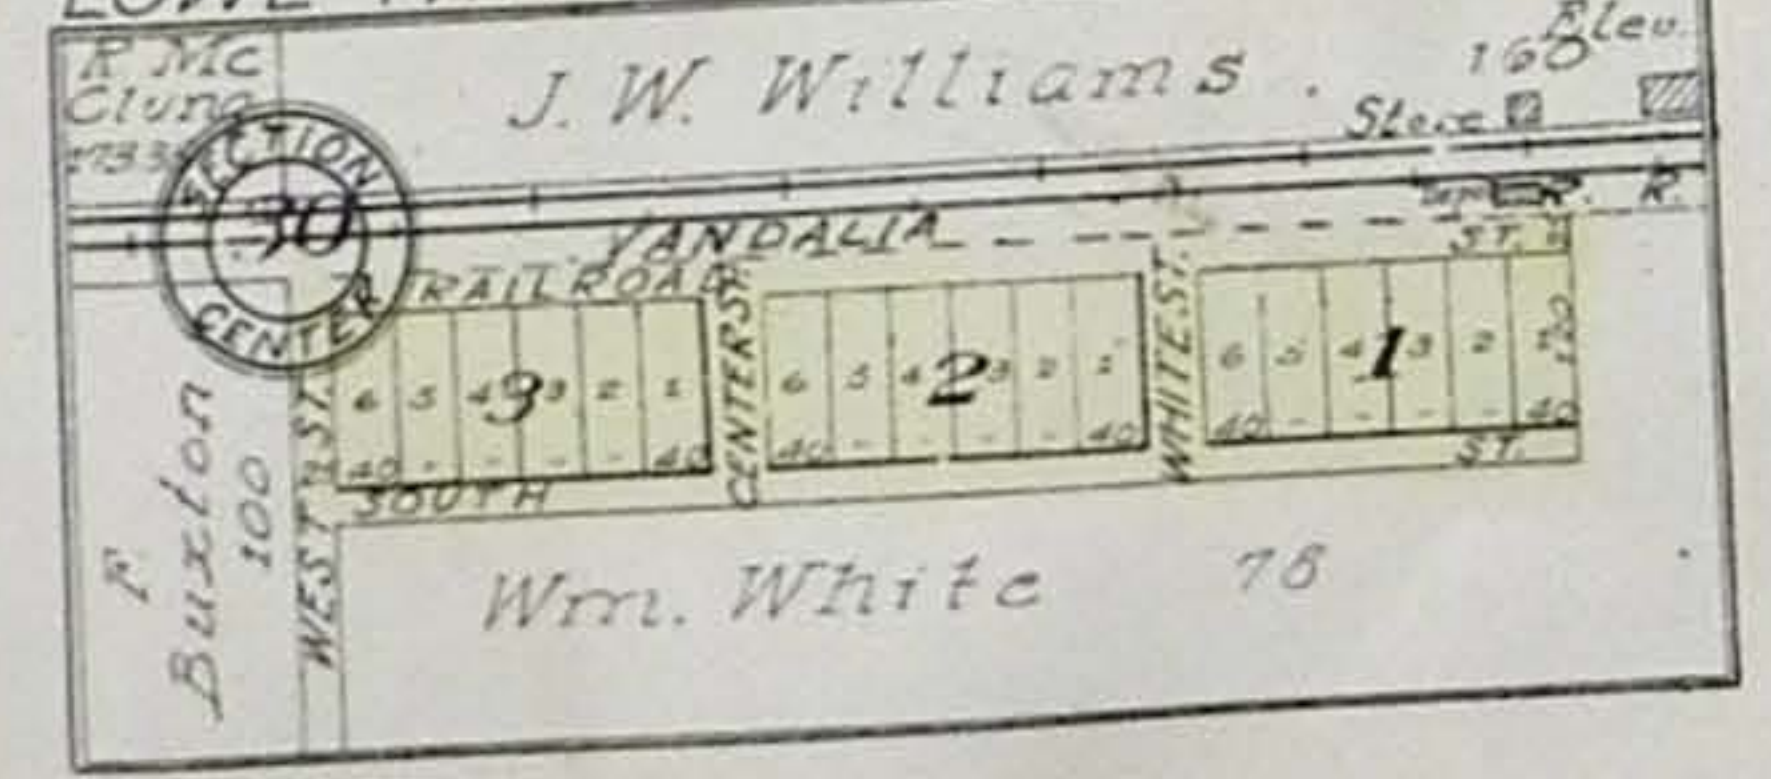 R. Mc
Clung
J. W. Williams.
160
Elev.
Store
SECTION
30
CENTER
VANDALIA
R. R.
RAILROAD
ST.
6 5 4 3 2 1
3
40 - - - - 40
6 5 4 3 2 1
2
40 - - - - 40
6 5 4 3 2 1
1
120
40 - - - - 40
WEST ST.
CENTER ST.
WHITE ST.
SOUTH
ST.
F.
Buxton
100
Wm. White
78